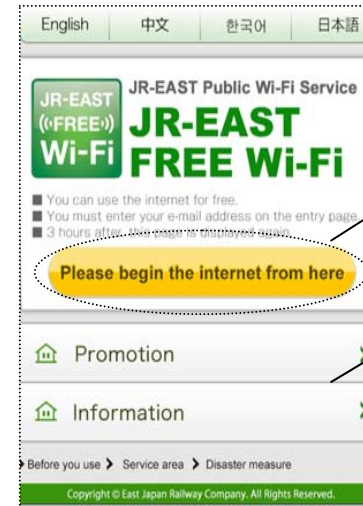 English 中文 한국어 日本語
JR-EAST
FREE
Wi-Fi
JR-EAST Public Wi-Fi Service
JR-EAST
FREE Wi-Fi
■ You can use the internet for free.
■ You must enter your e-mail address on the entry page.
■ 3 hours after, this page is displayed again.
Please begin the internet from here
Promotion
Information
Before you use Service area Disaster measure
Copyright © East Japan Railway Company. All Rights Reserved.